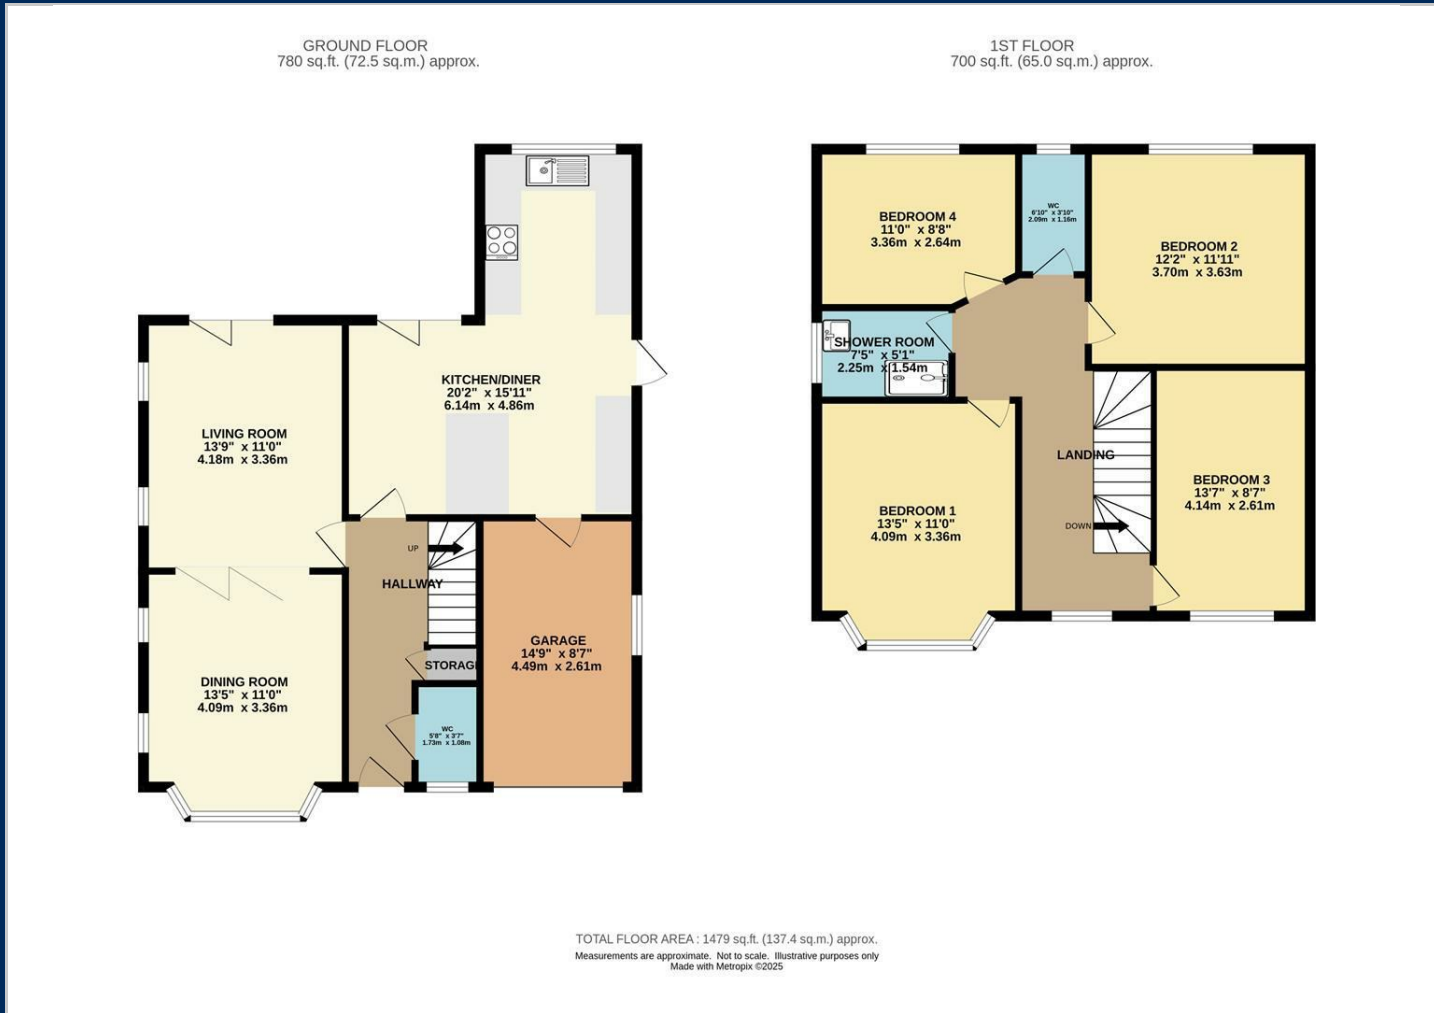 GROUND FLOOR
780 sq.ft. (72.5 sq.m.) approx.
1ST FLOOR
700 sq.ft. (65.0 sq.m.) approx.
KITCHEN/DINER
20'2" x 15'11"
6.14m x 4.86m
LIVING ROOM
13'9" x 11'0"
4.18m x 3.36m
UP
HALLWAY
STORAGE
DINING ROOM
13'5" x 11'0"
4.09m x 3.36m
WC
5'8" x 3'7"
1.73m x 1.08m
GARAGE
14'9" x 8'7"
4.49m x 2.61m
BEDROOM 4
11'0" x 8'8"
3.36m x 2.64m
WC
6'10" x 3'10"
2.09m x 1.16m
BEDROOM 2
12'2" x 11'11"
3.70m x 3.63m
SHOWER ROOM
7'5" x 5'1"
2.25m x 1.54m
LANDING
DOWN
BEDROOM 3
13'7" x 8'7"
4.14m x 2.61m
BEDROOM 1
13'5" x 11'0"
4.09m x 3.36m
TOTAL FLOOR AREA : 1479 sq.ft. (137.4 sq.m.) approx.
Measurements are approximate. Not to scale. Illustrative purposes only
Made with Metropix ©2025